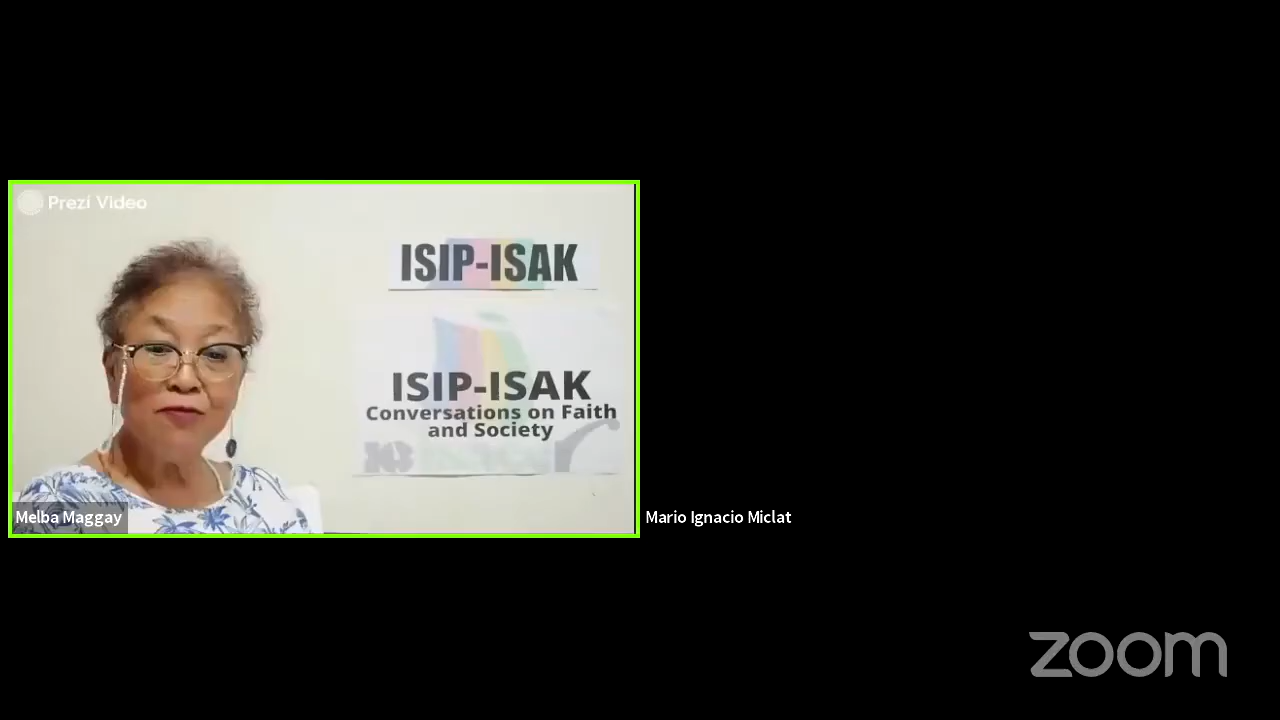 Prezi Video
ISIP-ISAK
ISIP-ISAK
Conversations on Faith
and Society
Melba Maggay
Mario Ignacio Miclat
zoom